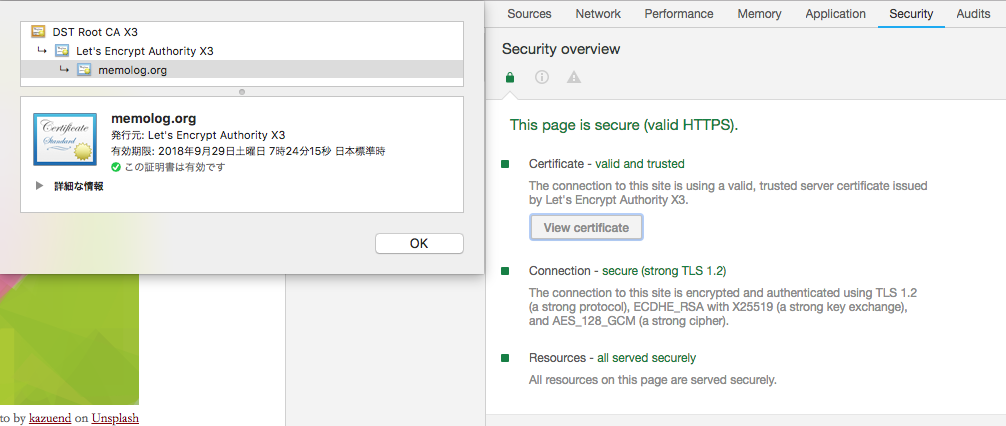 DST Root CA X3
Let's Encrypt Authority X3
memolog.org
Certificate
Standard
memolog.org
発行元: Let's Encrypt Authority X3
有効期限: 2018年9月29日土曜日 7時24分15秒 日本標準時
この証明書は有効です
詳細な情報
OK
to by kazuend on Unsplash
Sources Network Performance Memory Application Security Audits
Security overview
This page is secure (valid HTTPS).
Certificate - valid and trusted
The connection to this site is using a valid, trusted server certificate issued
by Let's Encrypt Authority X3.
View certificate
Connection - secure (strong TLS 1.2)
The connection to this site is encrypted and authenticated using TLS 1.2
(a strong protocol), ECDHE_RSA with X25519 (a strong key exchange),
and AES_128_GCM (a strong cipher).
Resources - all served securely
All resources on this page are served securely.